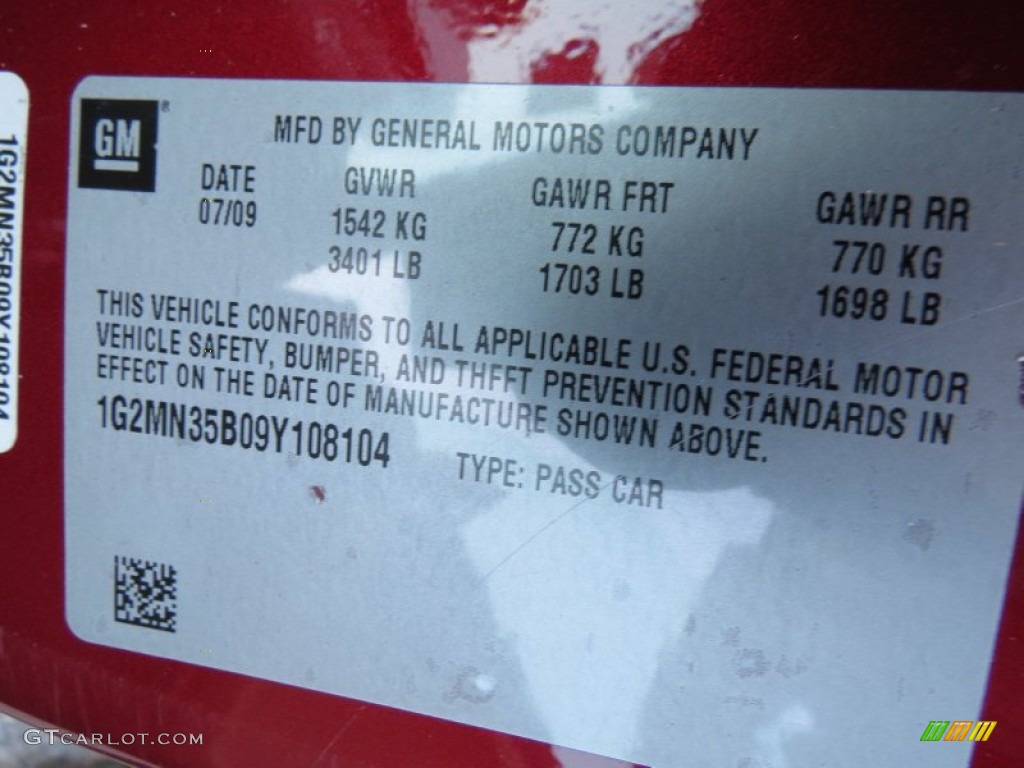 GM ®
MFD BY GENERAL MOTORS COMPANY
DATE GVWR GAWR FRT GAWR RR
07/09 1542 KG 772 KG 770 KG
3401 LB 1703 LB 1698 LB
THIS VEHICLE CONFORMS TO ALL APPLICABLE U.S. FEDERAL MOTOR
VEHICLE SAFETY, BUMPER, AND THFFT PREVENTION STANDARDS IN
EFFECT ON THE DATE OF MANUFACTURE SHOWN ABOVE.
1G2MN35B09Y108104 TYPE: PASS CAR
1G2MN35B09Y108104
GTCARLOT.COM